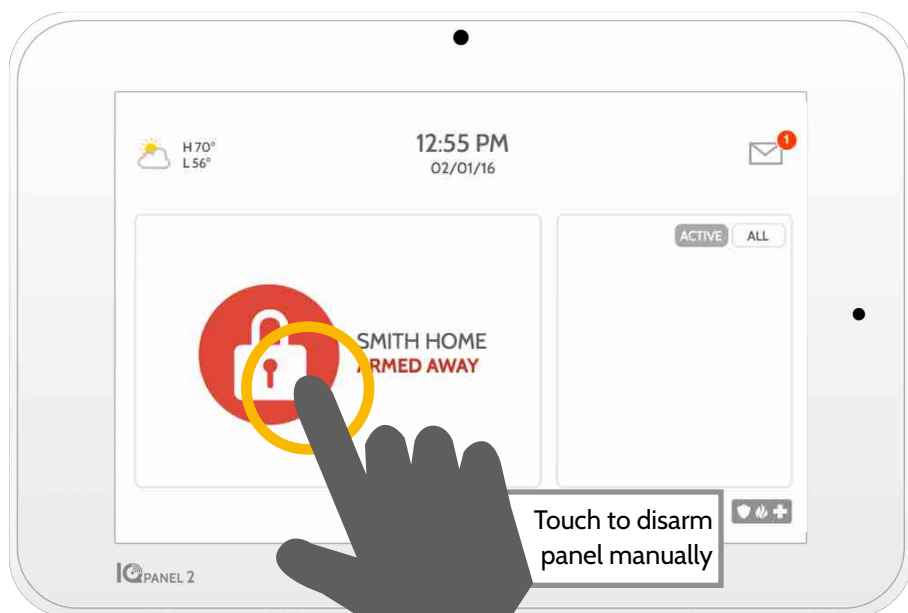 H 70°
L 56°
12:55 PM
02/01/16
1
ACTIVE ALL
SMITH HOME
ARMED AWAY
Touch to disarm
panel manually
IQ PANEL 2